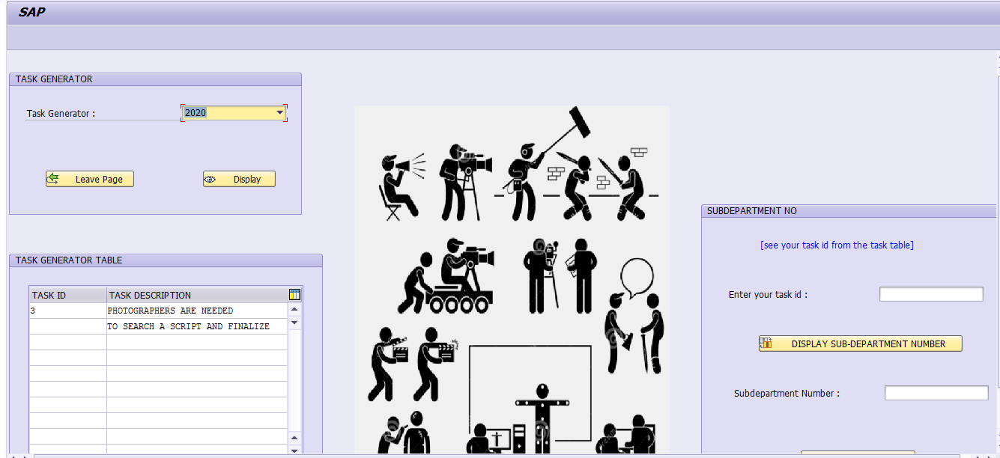 SAP
TASK GENERATOR
Task Generator :
2020
Leave Page
Display
TASK GENERATOR TABLE
TASK ID
TASK DESCRIPTION
3
PHOTOGRAPHERS ARE NEEDED
TO SEARCH A SCRIPT AND FINALIZE
SUBDEPARTMENT NO
[see your task id from the task table]
Enter your task id :
DISPLAY SUB-DEPARTMENT NUMBER
Subdepartment Number :